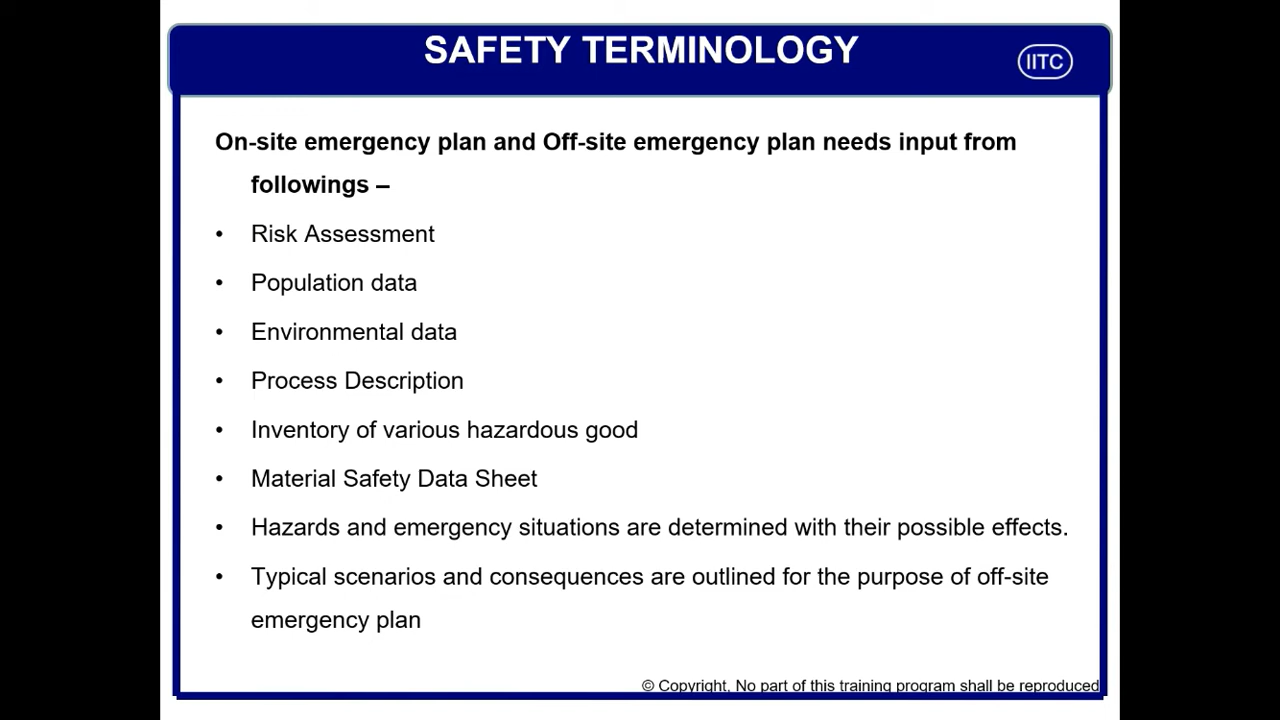 SAFETY TERMINOLOGY
IITC
On-site emergency plan and Off-site emergency plan needs input from
followings –
• Risk Assessment
• Population data
• Environmental data
• Process Description
• Inventory of various hazardous good
• Material Safety Data Sheet
• Hazards and emergency situations are determined with their possible effects.
• Typical scenarios and consequences are outlined for the purpose of off-site
emergency plan
© Copyright, No part of this training program shall be reproduced